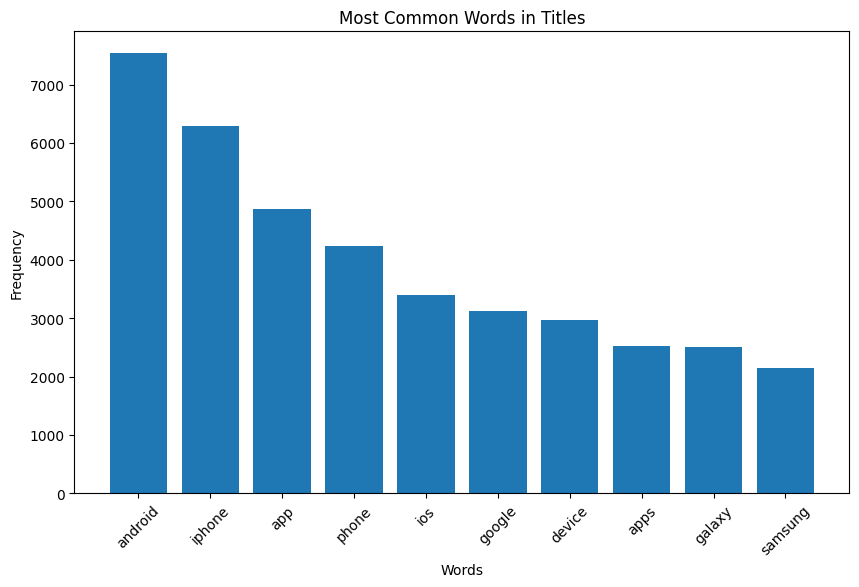 Most Common Words in Titles
Frequency
7000
6000
5000
4000
3000
2000
1000
0
android
iphone
app
phone
ios
google
device
apps
galaxy
samsung
Words